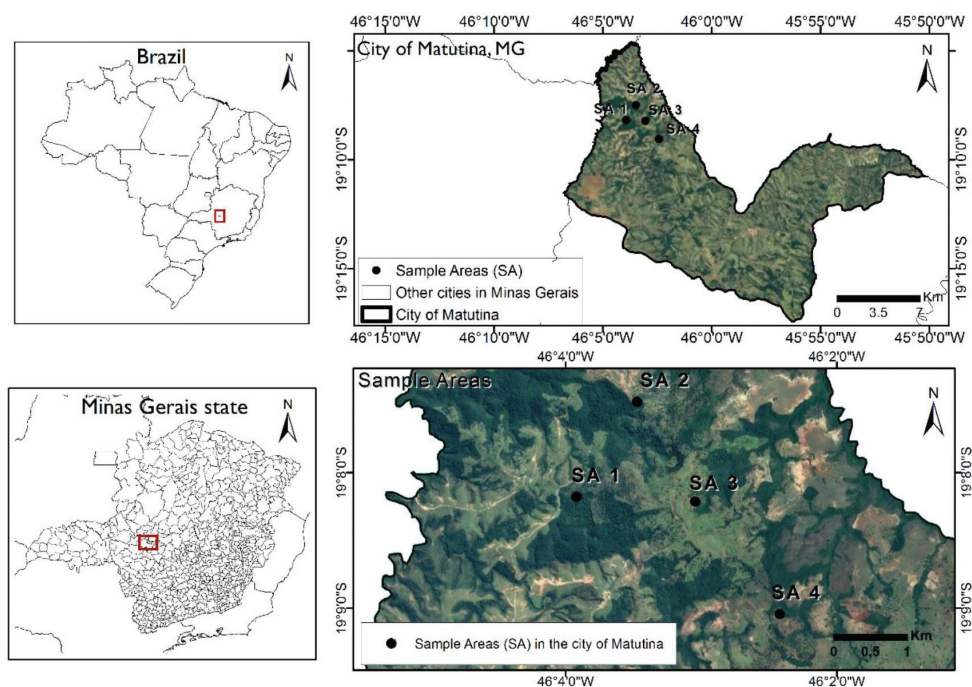 Brazil
N
46°15'0"W 46°10'0"W 46°5'0"W 46°0'0"W 45°55'0"W 45°50'0"W
City of Matutina, MG
N
SA 2
SA 1
SA 3
SA 4
19°10'0"S
19°15'0"S
19°10'0"S
19°15'0"S
Sample Areas (SA)
Other cities in Minas Gerais
City of Matutina
Km
0 3.5 7
46°15'0"W 46°10'0"W 46°5'0"W 46°0'0"W 45°55'0"W 45°50'0"W
Minas Gerais state
N
46°4'0"W 46°2'0"W
Sample Areas
N
SA 2
SA 1
SA 3
SA 4
19°8'0"S
19°9'0"S
19°8'0"S
19°9'0"S
Sample Areas (SA) in the city of Matutina
Km
0 0.5 1
46°4'0"W 46°2'0"W